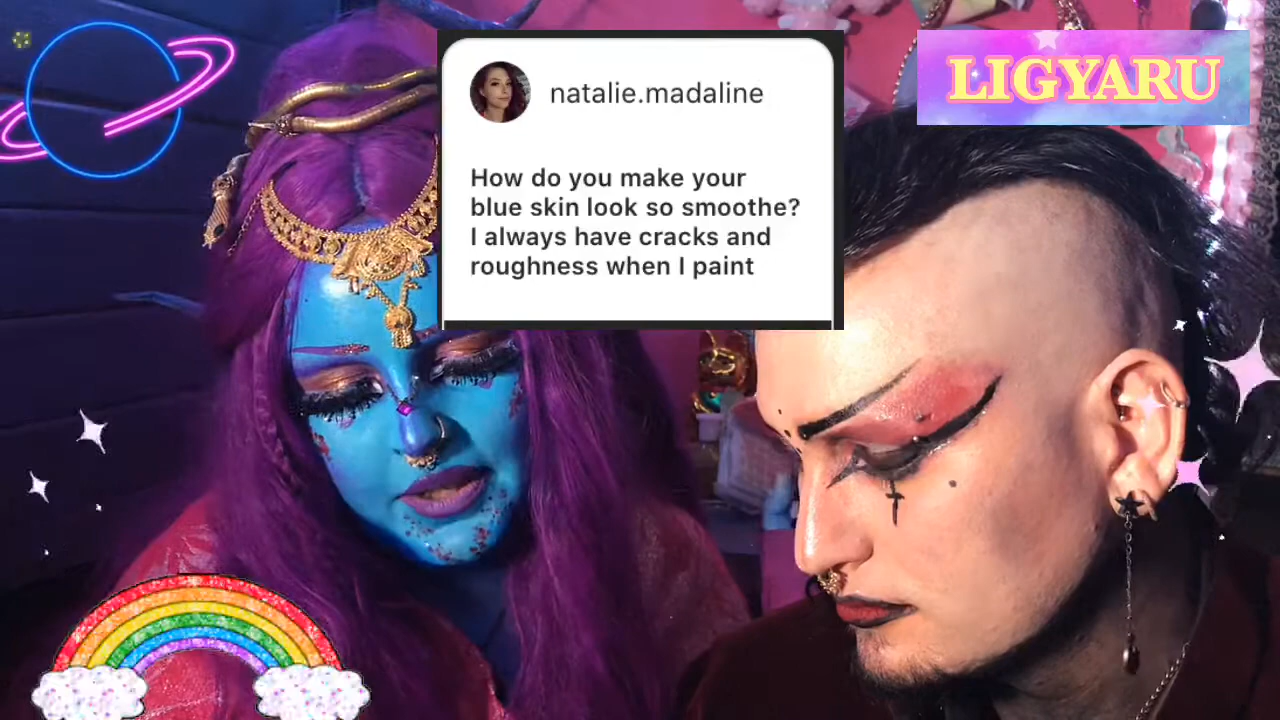 LIGYARU
natalie.madaline
How do you make your
blue skin look so smoothe?
I always have cracks and
roughness when I paint